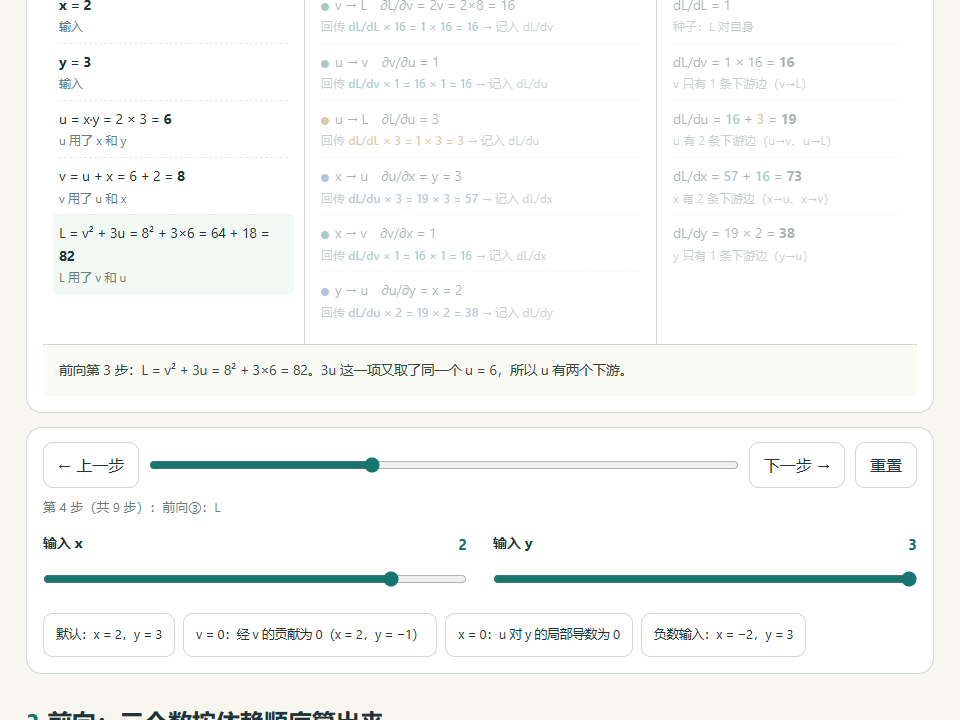 x = 2
输入
y = 3
输入
u = x·y = 2 × 3 = 6
u 用了 x 和 y
v = u + x = 6 + 2 = 8
v 用了 u 和 x
L = v² + 3u = 8² + 3×6 = 64 + 18 =
82
L 用了 v 和 u
v → L ∂L/∂v = 2v = 2×8 = 16
回传 dL/dL × 16 = 1 × 16 = 16 → 记入 dL/dv
u → v ∂v/∂u = 1
回传 dL/dv × 1 = 16 × 1 = 16 → 记入 dL/du
u → L ∂L/∂u = 3
回传 dL/dL × 3 = 1 × 3 = 3 → 记入 dL/du
x → u ∂u/∂x = y = 3
回传 dL/du × 3 = 19 × 3 = 57 → 记入 dL/dx
x → v ∂v/∂x = 1
回传 dL/dv × 1 = 16 × 1 = 16 → 记入 dL/dx
y → u ∂u/∂y = x = 2
回传 dL/du × 2 = 19 × 2 = 38 → 记入 dL/dy
dL/dL = 1
种子：L 对自身
dL/dv = 1 × 16 = 16
v 只有 1 条下游边（v→L）
dL/du = 16 + 3 = 19
u 有 2 条下游边（u→v、u→L）
dL/dx = 57 + 16 = 73
x 有 2 条下游边（x→u、x→v）
dL/dy = 19 × 2 = 38
y 只有 1 条下游边（y→u）
前向第 3 步：L = v² + 3u = 8² + 3×6 = 82。3u 这一项又取了同一个 u = 6，所以 u 有两个下游。
← 上一步
下一步 →
重置
第 4 步（共 9 步）：前向③：L
输入 x
2
输入 y
3
默认：x = 2，y = 3
v = 0：经 v 的贡献为 0（x = 2，y = −1）
x = 0：u 对 y 的局部导数为 0
负数输入：x = −2，y = 3